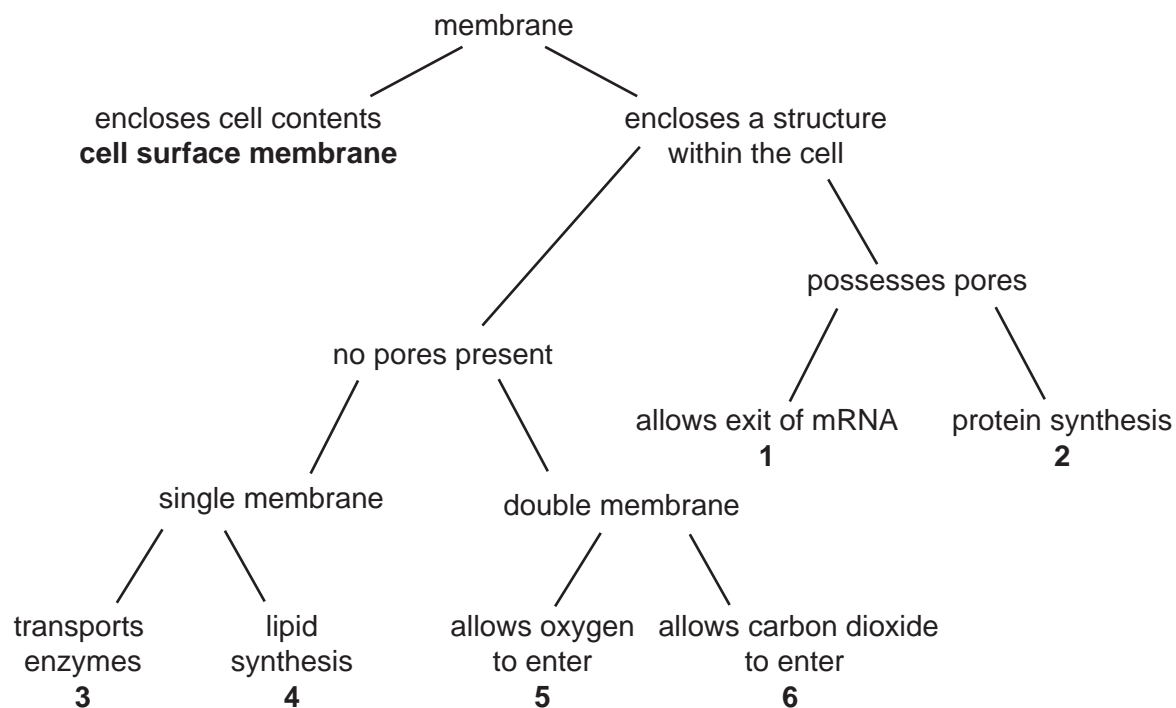 membrane
encloses cell contents
cell surface membrane
encloses a structure
within the cell
possesses pores
no pores present
allows exit of mRNA
1
protein synthesis
2
single membrane
double membrane
transports
enzymes
3
lipid
synthesis
4
allows oxygen
to enter
5
allows carbon dioxide
to enter
6